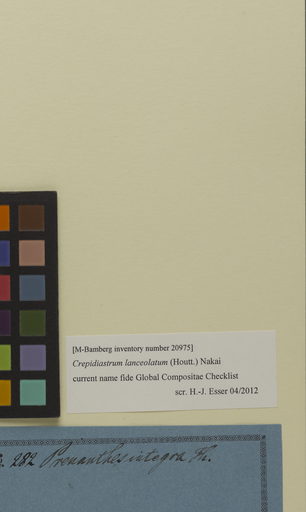 [M-Bamberg inventory number 20975]
Crepidiastrum lanceolatum (Houtt.) Nakai
current name fide Global Compositae Checklist
scr. H.-J. Esser 04/2012
282 Prenanthes integra Th.